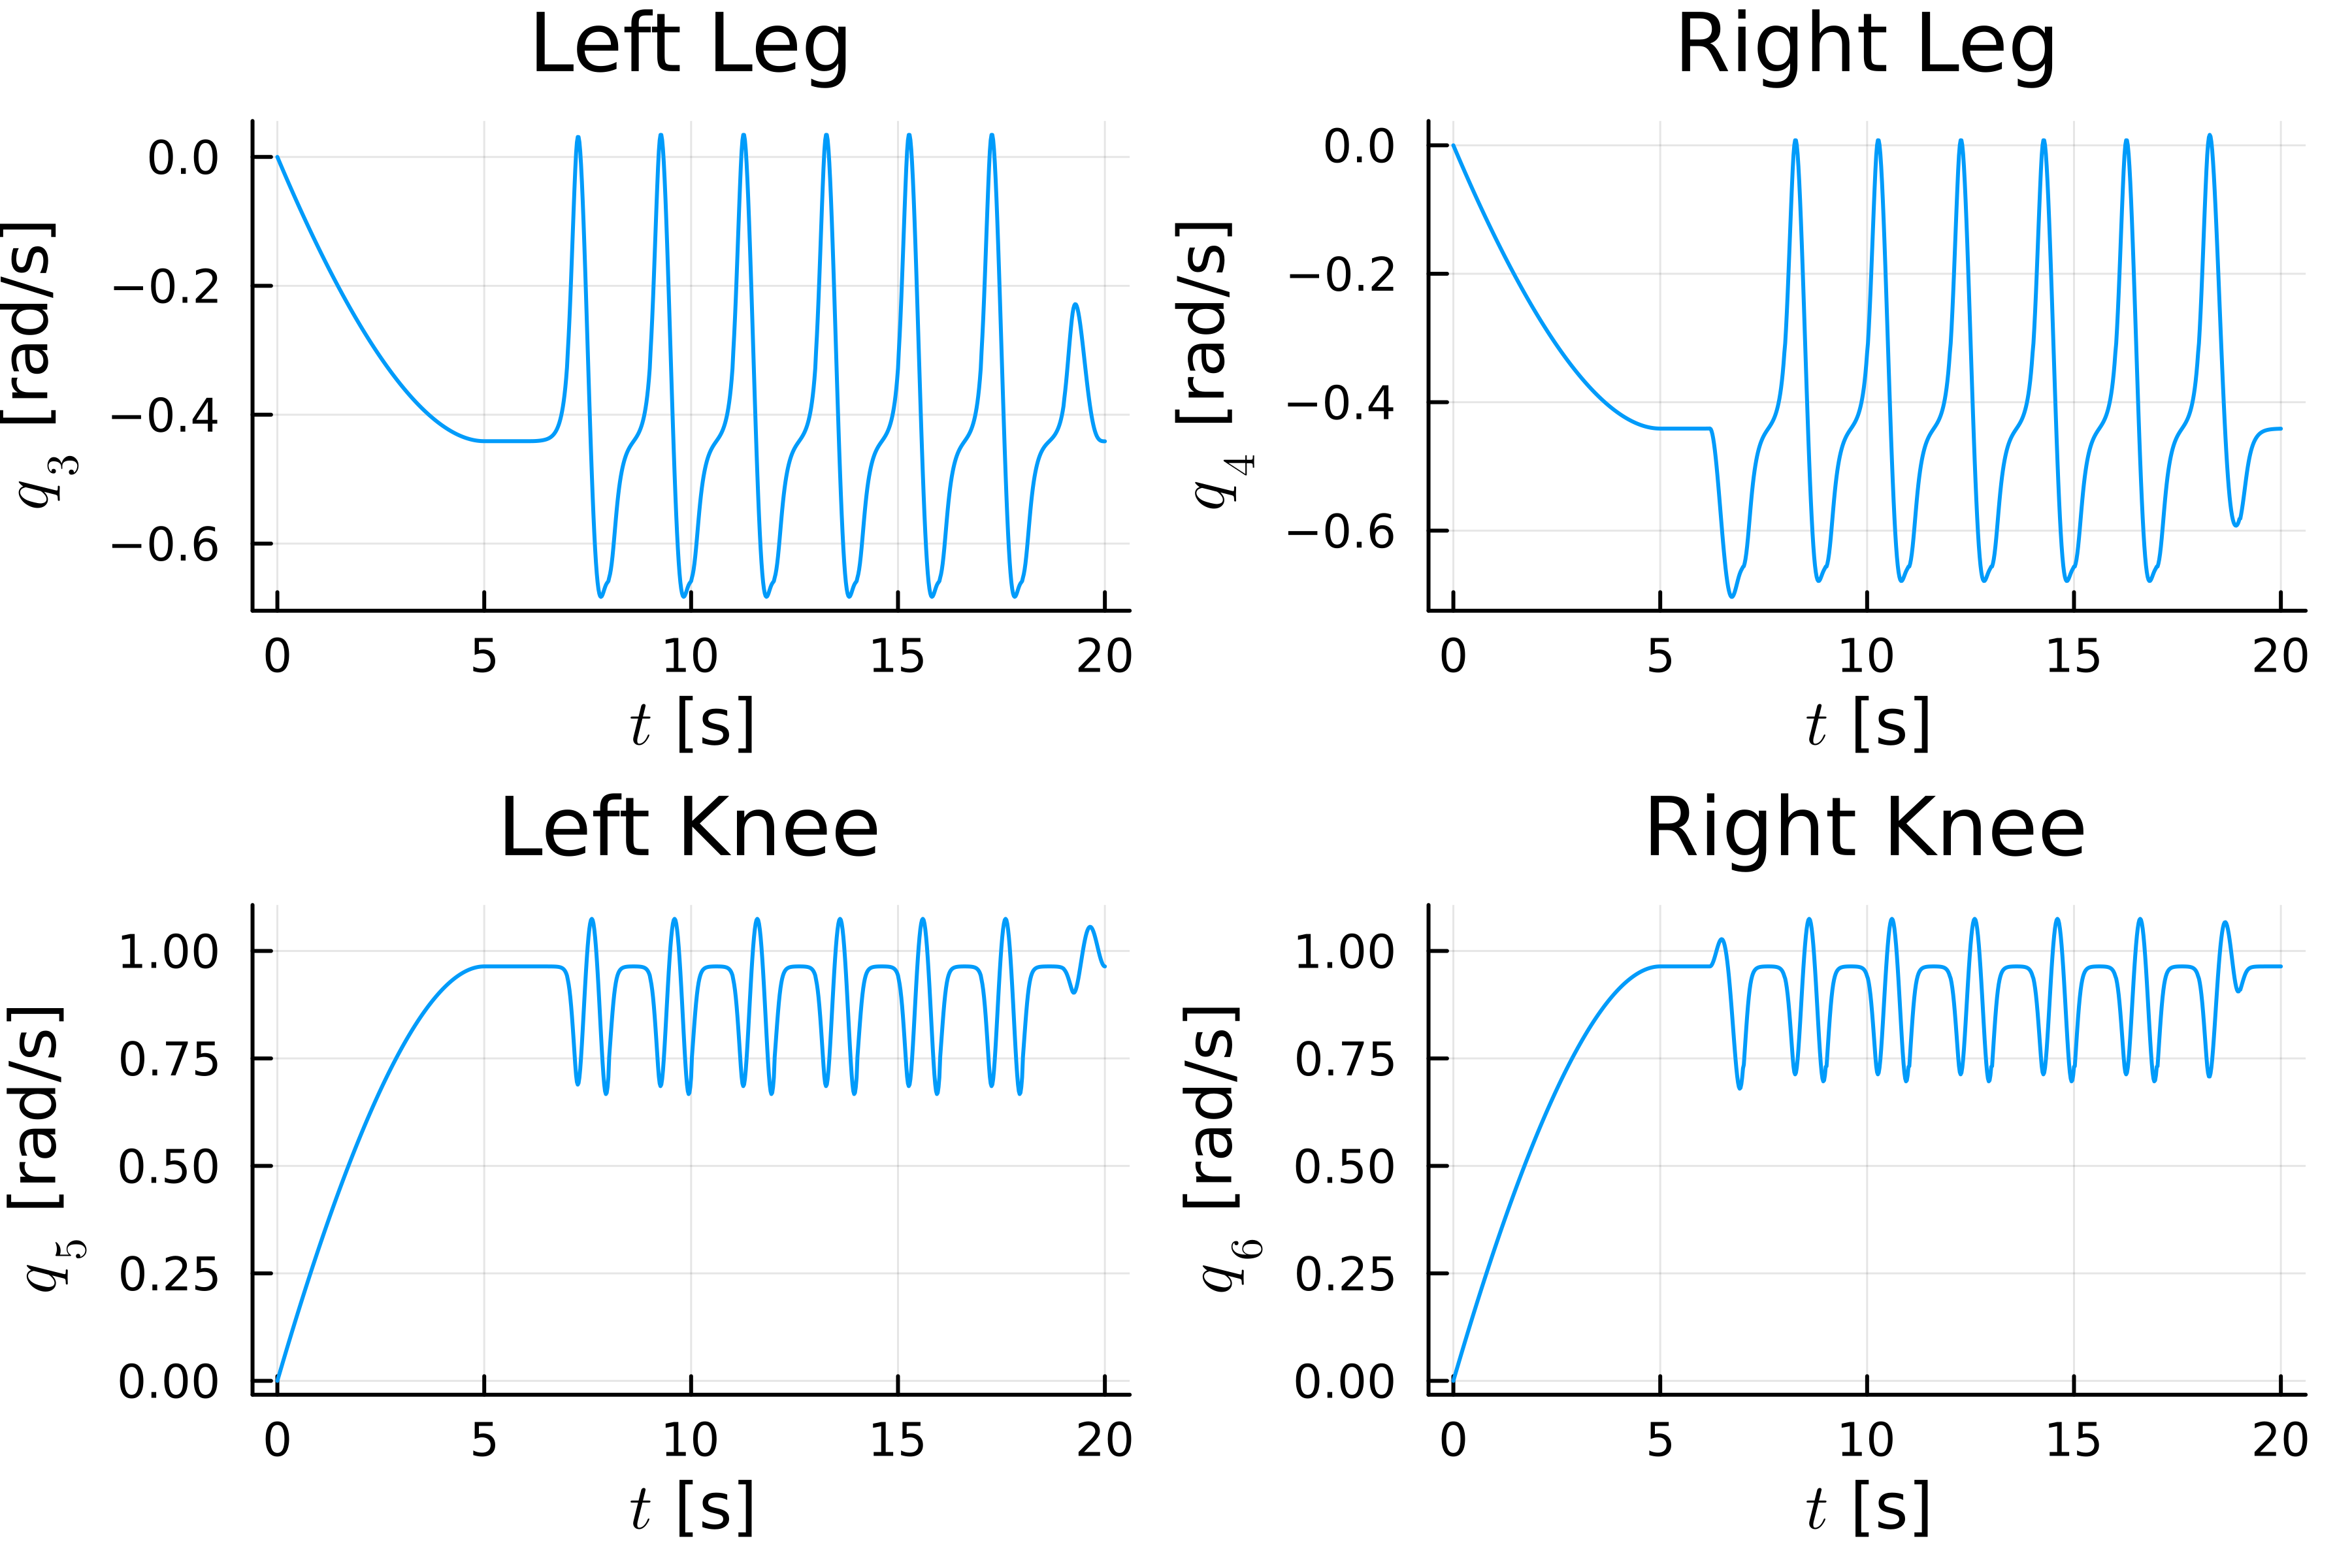 Left Leg
q3 [rad/s]
0.0
−0.2
−0.4
−0.6
0 5 10 15 20
t [s]
Right Leg
q4 [rad/s]
0.0
−0.2
−0.4
−0.6
0 5 10 15 20
t [s]
Left Knee
q5 [rad/s]
1.00
0.75
0.50
0.25
0.00
0 5 10 15 20
t [s]
Right Knee
q6 [rad/s]
1.00
0.75
0.50
0.25
0.00
0 5 10 15 20
t [s]